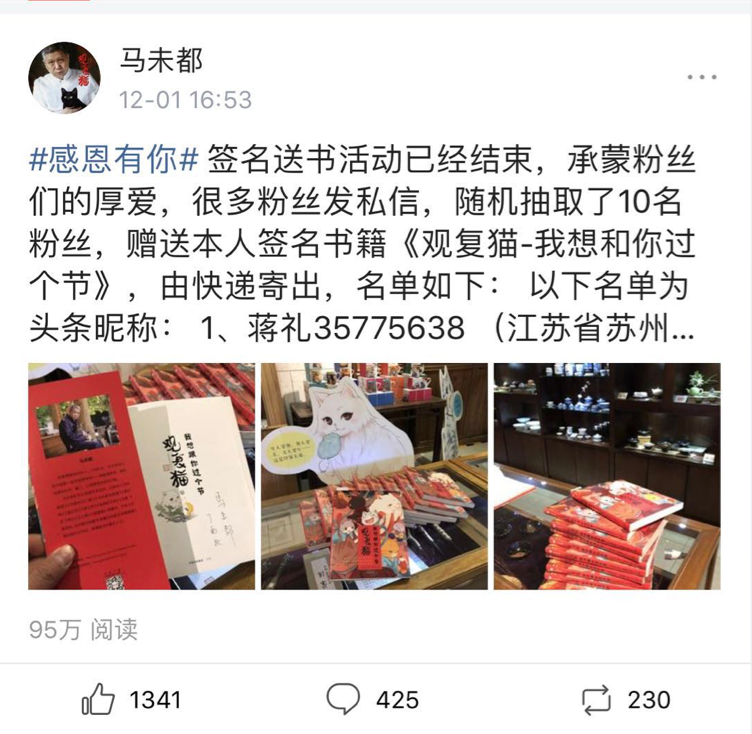 马未都
12-01 16:53
#感恩有你# 签名送书活动已经结束，承蒙粉丝
们的厚爱，很多粉丝发私信，随机抽取了10名
粉丝，赠送本人签名书籍《观复猫-我想和你过
个节》，由快递寄出，名单如下： 以下名单为
头条昵称： 1、蒋礼35775638 （江苏省苏州...
观复猫
我想跟你过个节
马未都
观复猫
95万 阅读
1341
425
230